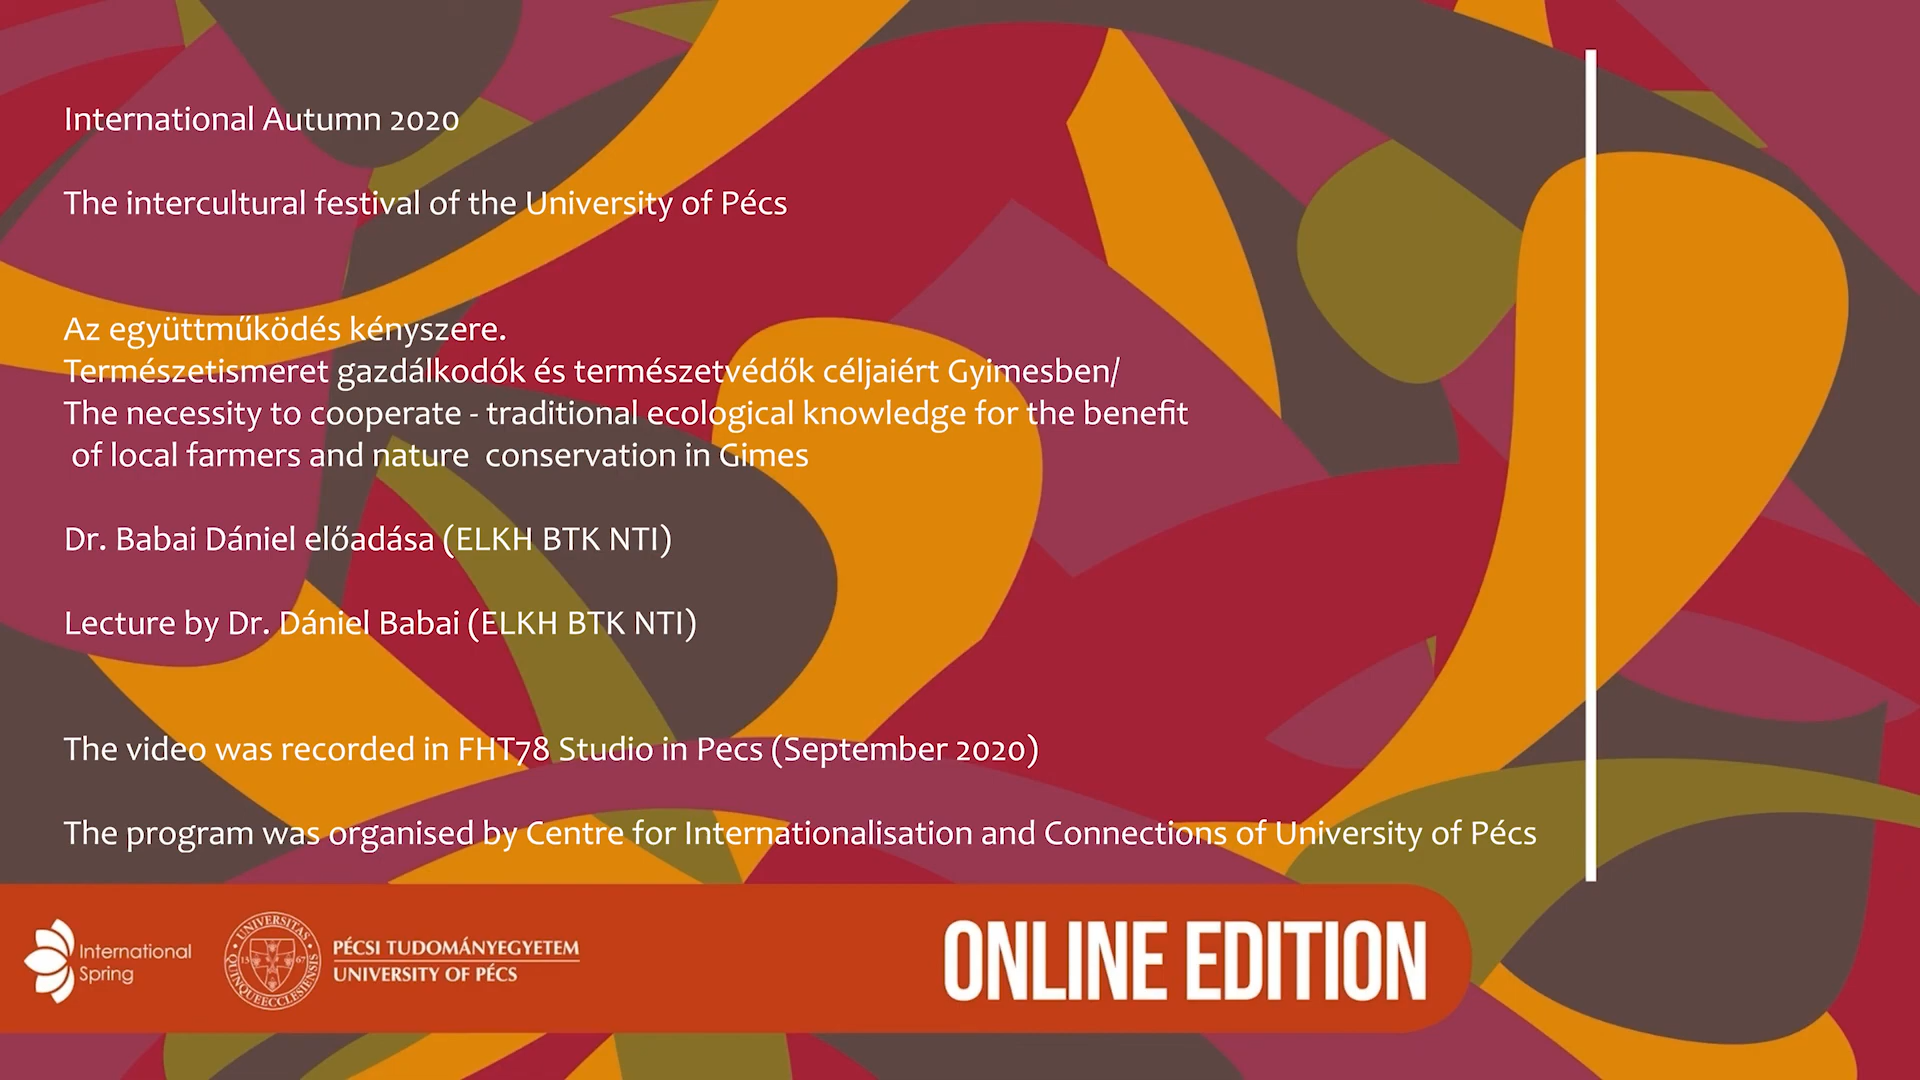 International Autumn 2020
The intercultural festival of the University of Pécs
Az együttműködés kényszere.
Természetismeret gazdálkodók és természetvédők céljaiért Gyimesben/
The necessity to cooperate - traditional ecological knowledge for the benefit
of local farmers and nature conservation in Gimes
Dr. Babai Dániel előadása (ELKH BTK NTI)
Lecture by Dr. Dániel Babai (ELKH BTK NTI)
The video was recorded in FHT78 Studio in Pecs (September 2020)
The program was organised by Centre for Internationalisation and Connections of University of Pécs
International
Spring
UNIVERSITAS
QUINQUEECCLESIENSIS
13 67
PÉCSI TUDOMÁNYEGYETEM
UNIVERSITY OF PÉCS
ONLINE EDITION